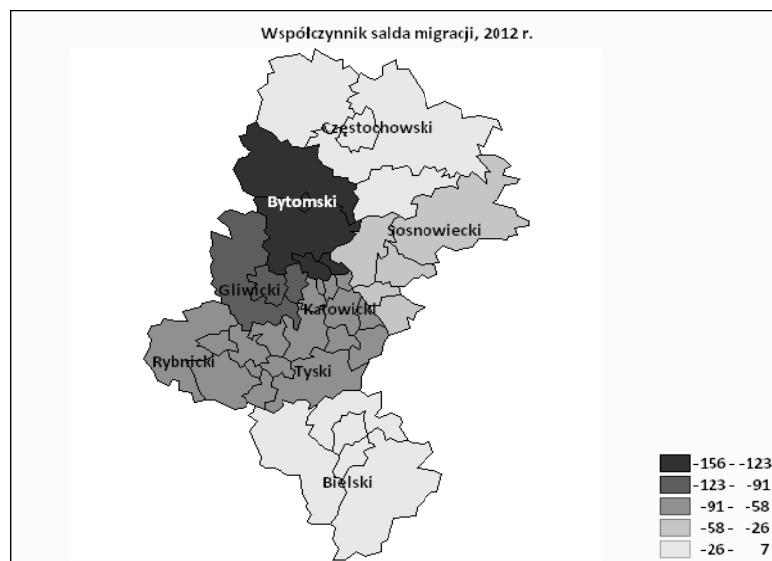 Współczynnik salda migracji, 2012 r.
Częstochowski
Bytomski
Sosnowiecki
Gliwicki
Katowicki
Rybnicki
Tyski
Bielski
-156 - -123
-123 - -91
-91 - -58
-58 - -26
-26 - 7